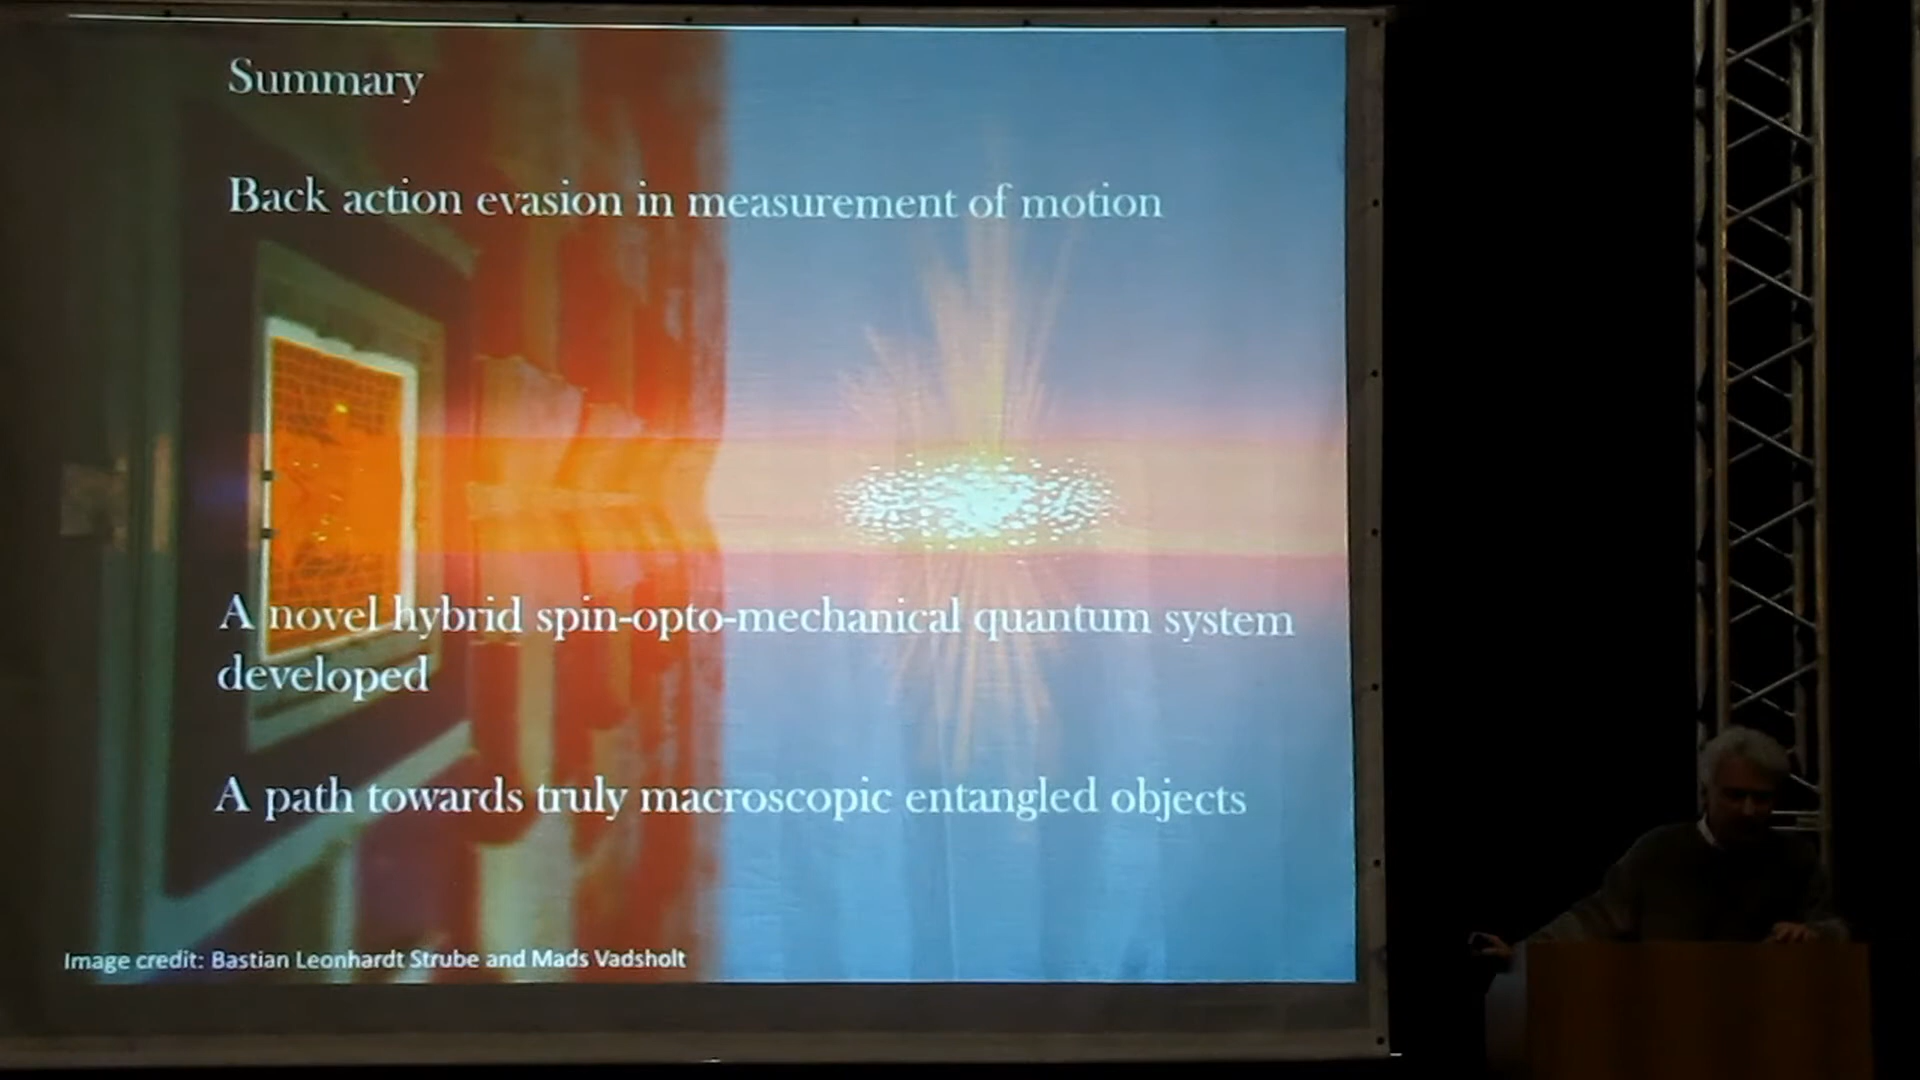 Summary
Back action evasion in measurement of motion
A novel hybrid spin-opto-mechanical quantum system
developed
A path towards truly macroscopic entangled objects
Image credit: Bastian Leonhardt Strube and Mads Vadsholt